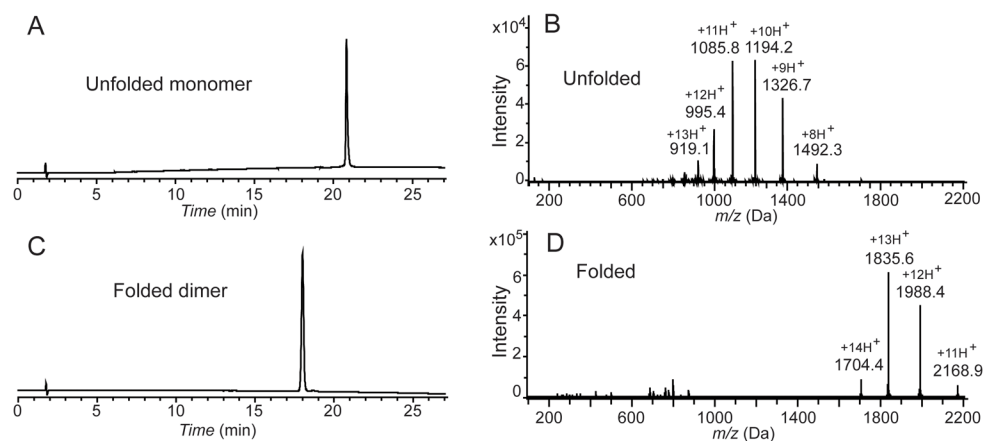 A
Unfolded monomer
0 5 10 15 20 25
Time (min)
B
x10⁴
Unfolded
Intensity
6
4
2
0
+13H⁺
919.1
+12H⁺
995.4
+11H⁺
1085.8
+10H⁺
1194.2
+9H⁺
1326.7
+8H⁺
1492.3
200 600 1000 1400 1800 2200
m/z (Da)
C
Folded dimer
0 5 10 15 20 25
Time (min)
D
x10⁵
Folded
Intensity
6
4
2
0
+14H⁺
1704.4
+13H⁺
1835.6
+12H⁺
1988.4
+11H⁺
2168.9
200 600 1000 1400 1800 2200
m/z (Da)